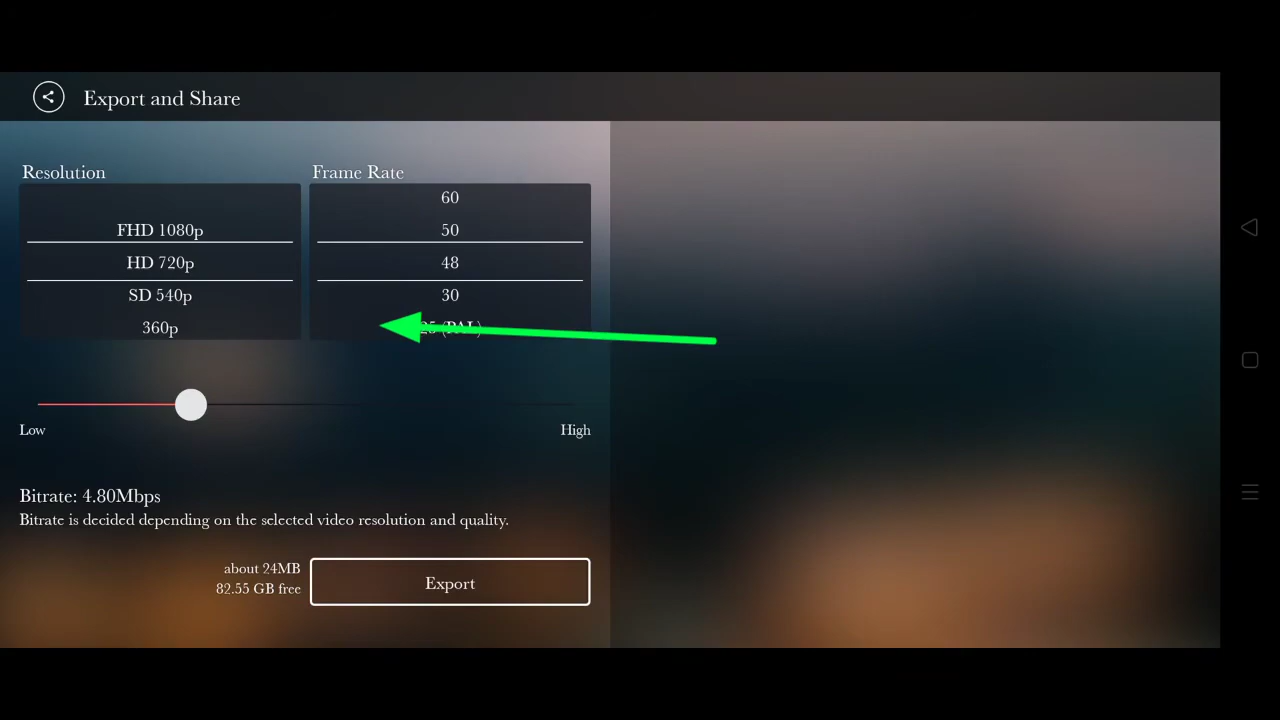 Export and Share
Resolution
Frame Rate
FHD 1080p
HD 720p
SD 540p
360p
60
50
48
30
25 (PAL)
Low
High
Bitrate: 4.80Mbps
Bitrate is decided depending on the selected video resolution and quality.
about 24MB
82.55 GB free
Export